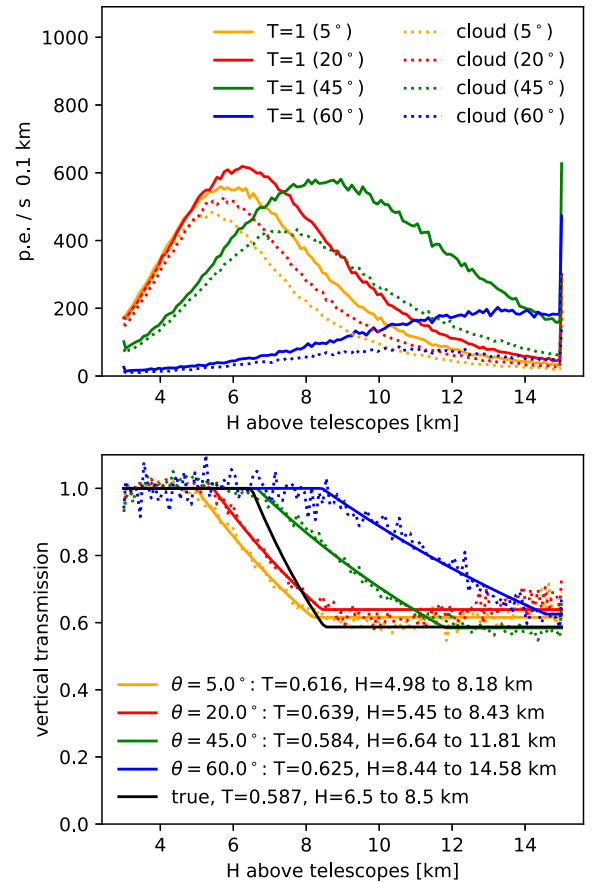 1000
800
600
400
200
0
p.e. / s 0.1 km
T=1 (5°) cloud (5°)
T=1 (20°) cloud (20°)
T=1 (45°) cloud (45°)
T=1 (60°) cloud (60°)
4 6 8 10 12 14
H above telescopes [km]
1.0
0.8
0.6
0.4
0.2
0.0
vertical transmission
θ = 5.0°: T=0.616, H=4.98 to 8.18 km
θ = 20.0°: T=0.639, H=5.45 to 8.43 km
θ = 45.0°: T=0.584, H=6.64 to 11.81 km
θ = 60.0°: T=0.625, H=8.44 to 14.58 km
true, T=0.587, H=6.5 to 8.5 km
4 6 8 10 12 14
H above telescopes [km]